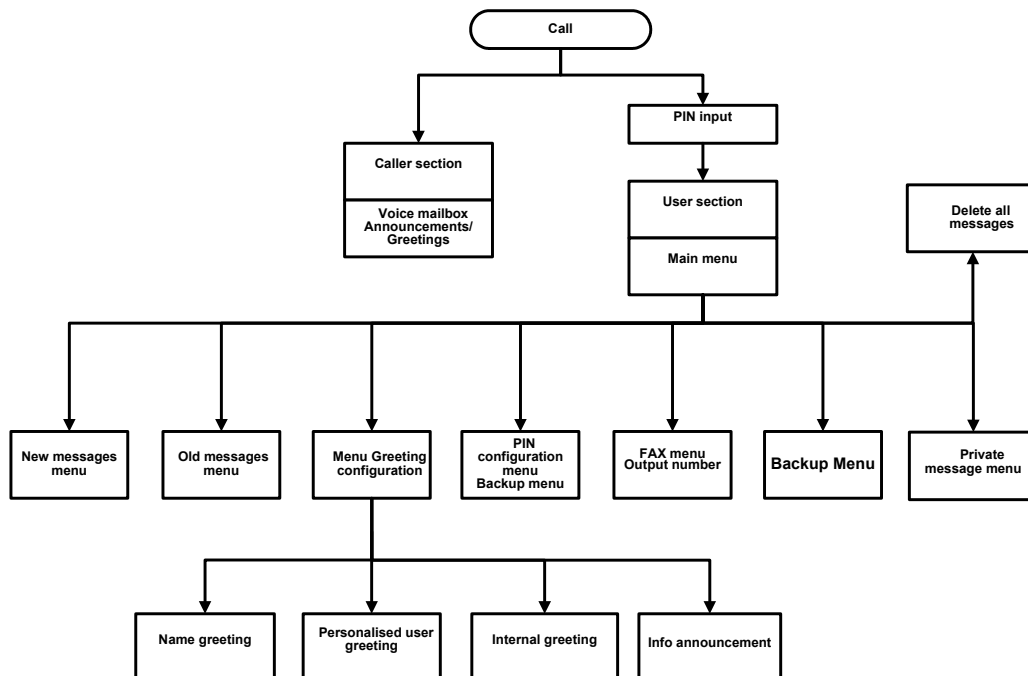 Call
PIN input
Caller section
Voice mailbox
Announcements/
Greetings
User section
Main menu
Delete all
messages
New messages
menu
Old messages
menu
Menu Greeting
configuration
PIN
configuration
menu
Backup menu
FAX menu
Output number
Backup Menu
Private
message menu
Name greeting
Personalised user
greeting
Internal greeting
Info announcement